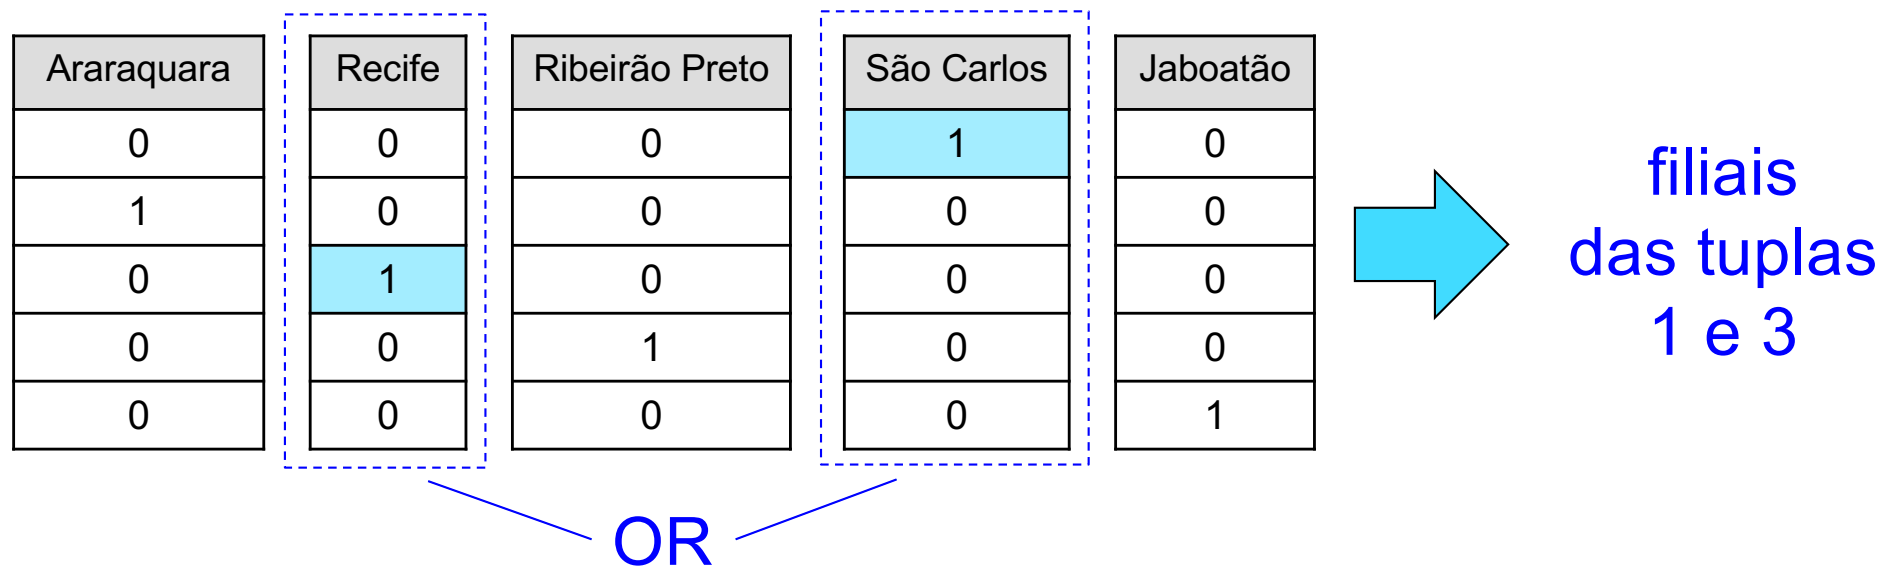 Araraquara Recife Ribeirão Preto São Carlos Jaboatão
0 0 0 1 0
1 0 0 0 0
0 1 0 0 0
0 0 1 0 0
0 0 0 0 1
filiais
das tuplas
1 e 3
OR